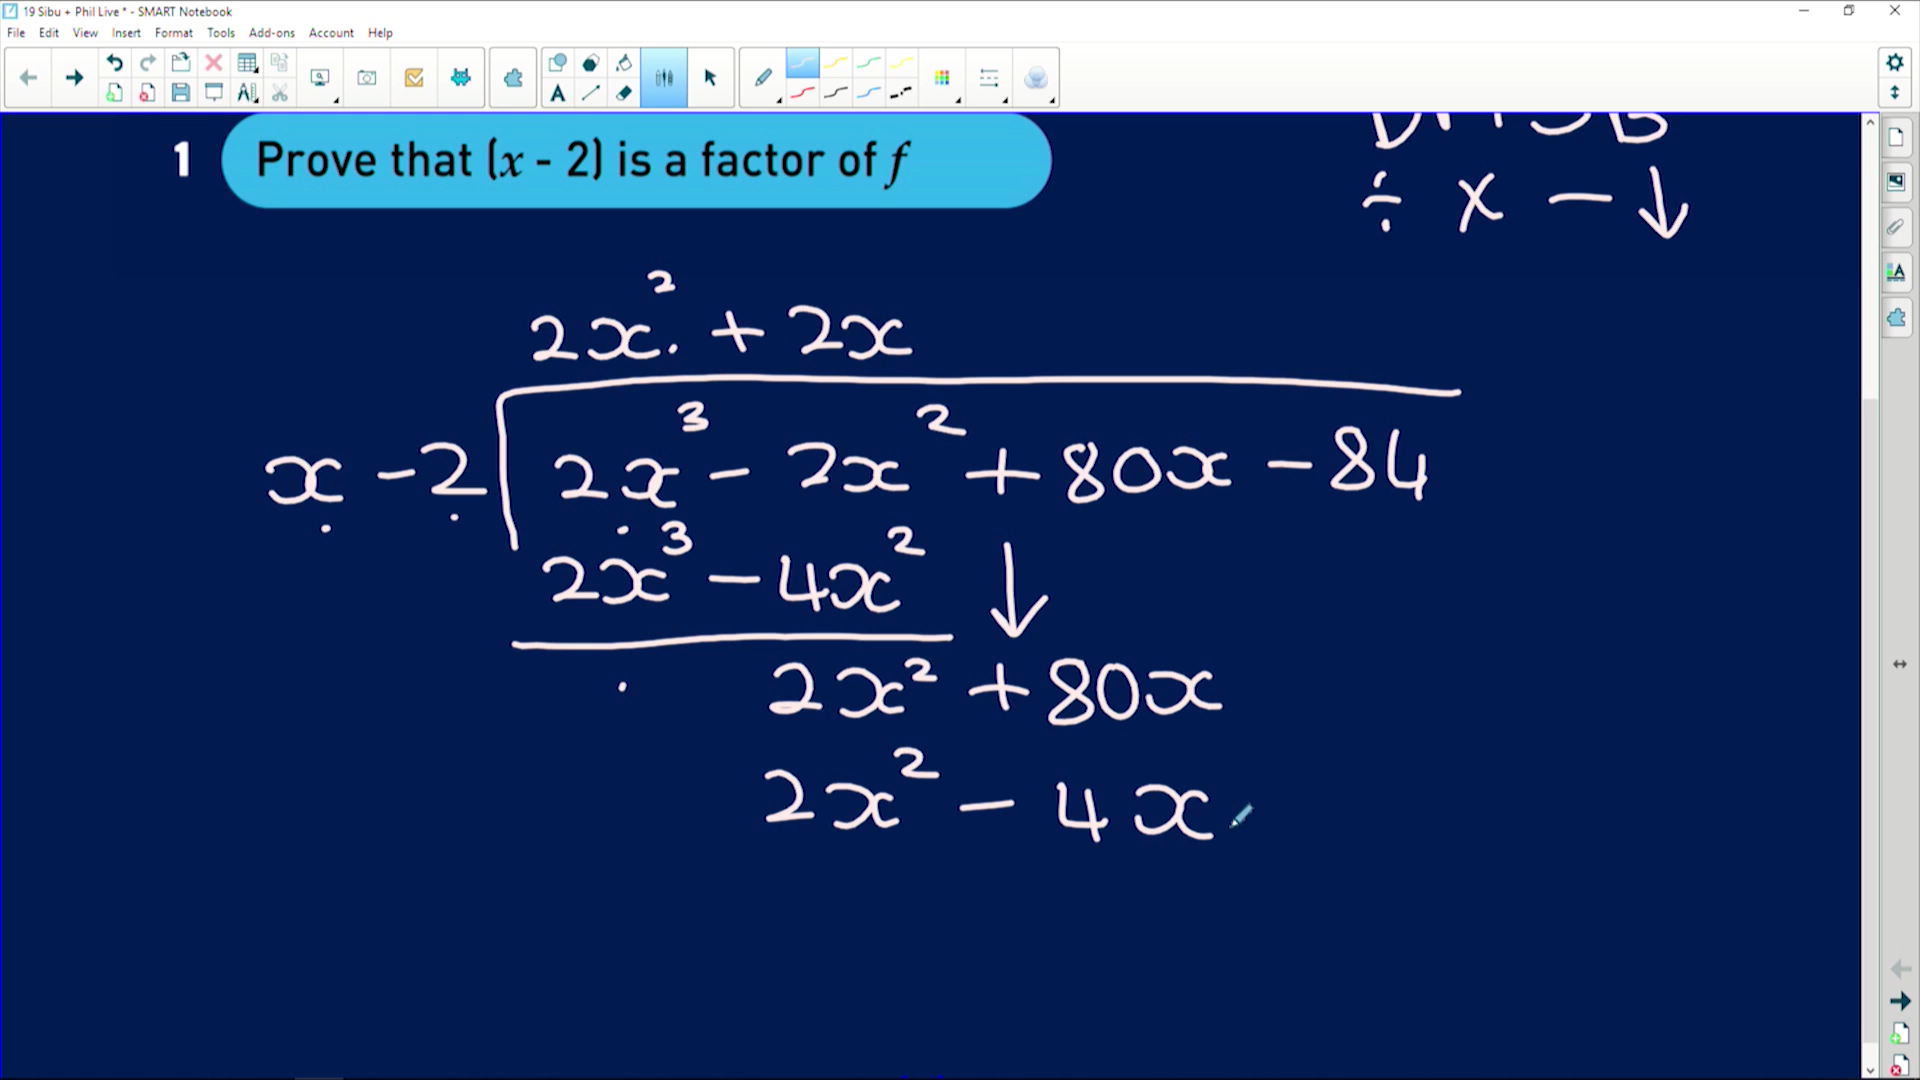 19 Sibu + Phil Live * - SMART Notebook
File Edit View Insert Format Tools Add-ons Account Help
1 Prove that (x - 2) is a factor of f
÷ x − ↓
2x² + 2x
x - 2 2x³ - 2x² + 80x - 84
2x³ - 4x² ↓
2x² + 80x
2x² - 4x